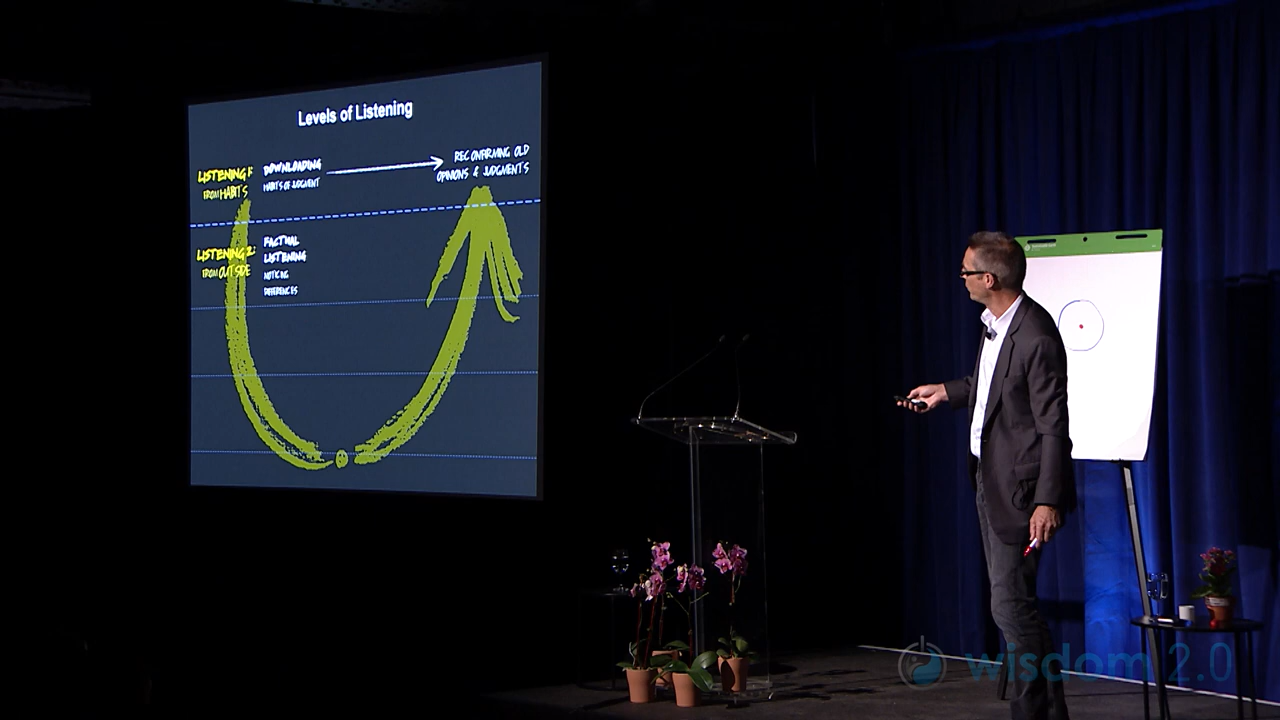 Levels of Listening
LISTENING 1:
FROM HABITS
DOWNLOADING
HABITS OF JUDGMENT
RECONFIRMING OLD
OPINIONS & JUDGMENTS
LISTENING 2:
FROM OUTSIDE
FACTUAL
LISTENING
NOTICING
DIFFERENCES
wisdom 2.0